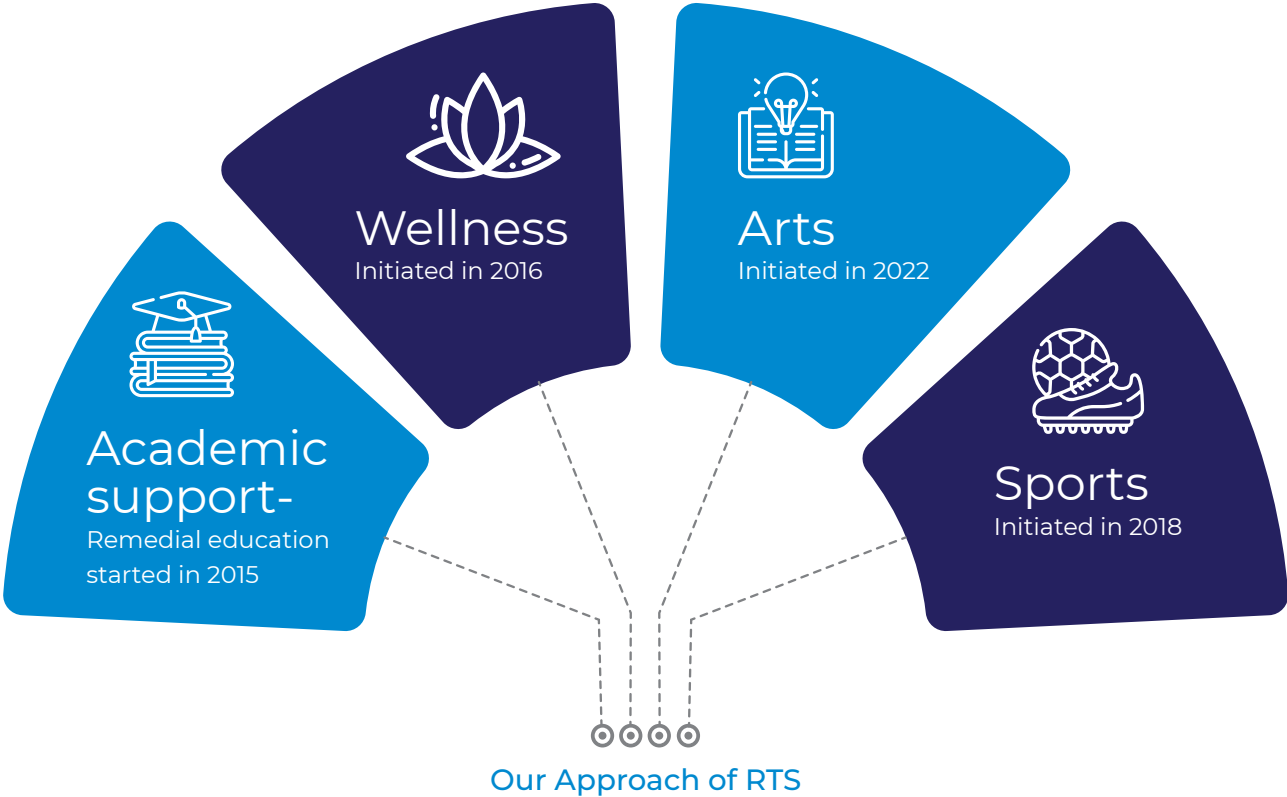 Wellness
Initiated in 2016
Arts
Initiated in 2022
Academic
support-
Remedial education
started in 2015
Sports
Initiated in 2018
Our Approach of RTS